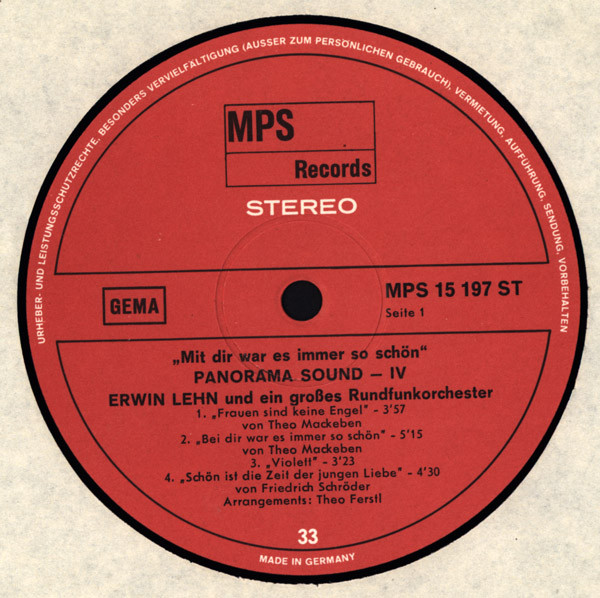 URHEBER- UND LEISTUNGSSCHUTZRECHTE, BESONDERS VERVIELFÄLTIGUNG (AUSSER ZUM PERSÖNLICHEN GEBRAUCH), VERMIETUNG, AUFFÜHRUNG, SENDUNG, VORBEHALTEN
MPS
Records
STEREO
GEMA
MPS 15 197 ST
Seite 1
„Mit dir war es immer so schön“
PANORAMA SOUND – IV
ERWIN LEHN und ein großes Rundfunkorchester
1. „Frauen sind keine Engel" - 3'57
von Theo Mackeben
2. „Bei dir war es immer so schön" - 5'15
von Theo Mackeben
3. „Violett" - 3'23
4. „Schön ist die Zeit der jungen Liebe" - 4'30
von Friedrich Schröder
Arrangements: Theo Ferstl
33
MADE IN GERMANY